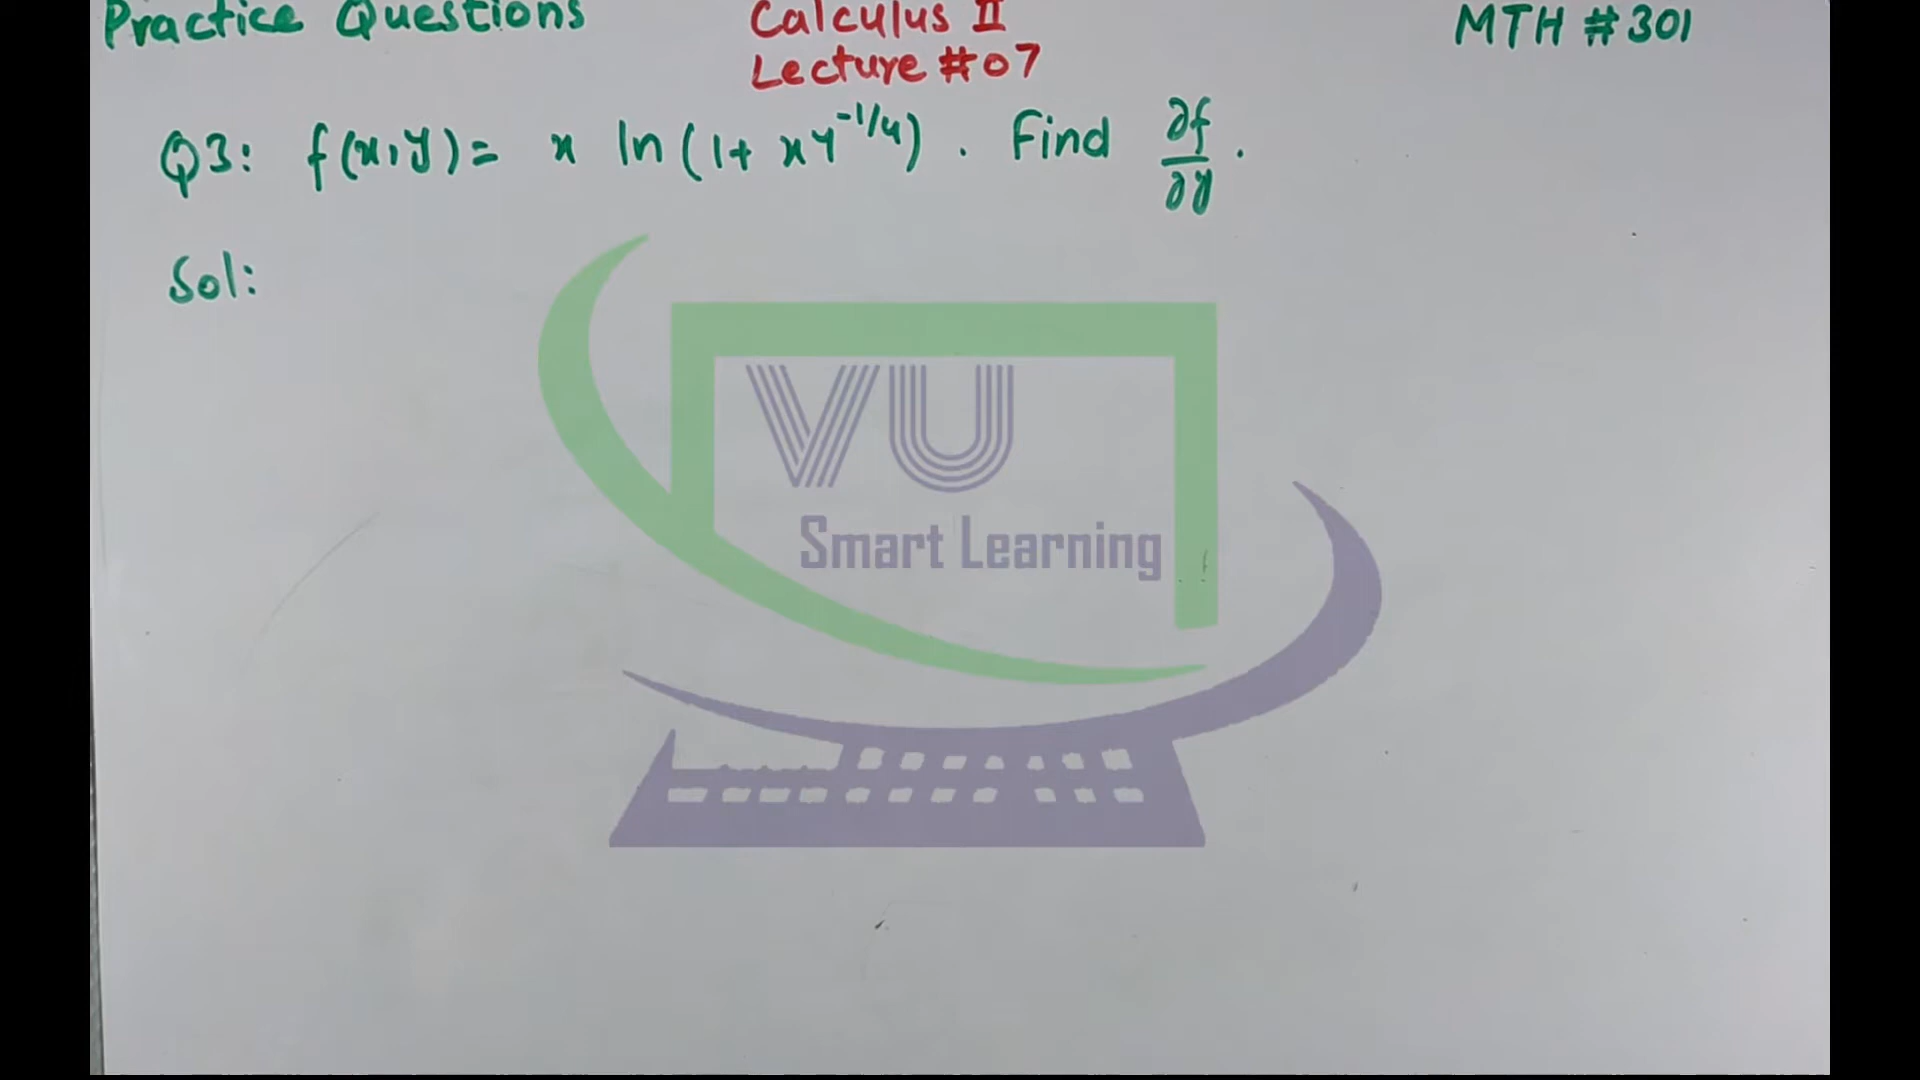 Practice Questions Calculus II MTH #301
Lecture #07
Q3: f(x,y)= x ln(1+ xy^-1/4) . Find ∂f/∂y .
Sol:
VU
Smart Learning